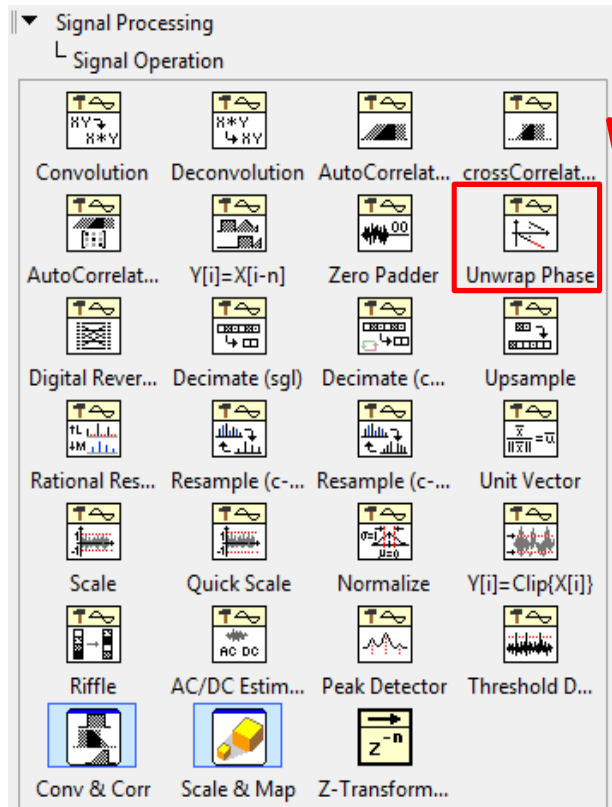 Signal Processing
Signal Operation
Convolution Deconvolution AutoCorrelat... crossCorrelat...
AutoCorrelat... Y[i]=X[i-n] Zero Padder Unwrap Phase
Digital Rever... Decimate (sgl) Decimate (c... Upsample
Rational Res... Resample (c-... Resample (c-... Unit Vector
Scale Quick Scale Normalize Y[i]=Clip{X[i]}
Riffle AC/DC Estim... Peak Detector Threshold D...
AC DC
Conv & Corr Scale & Map Z-Transform...
z⁻ⁿ